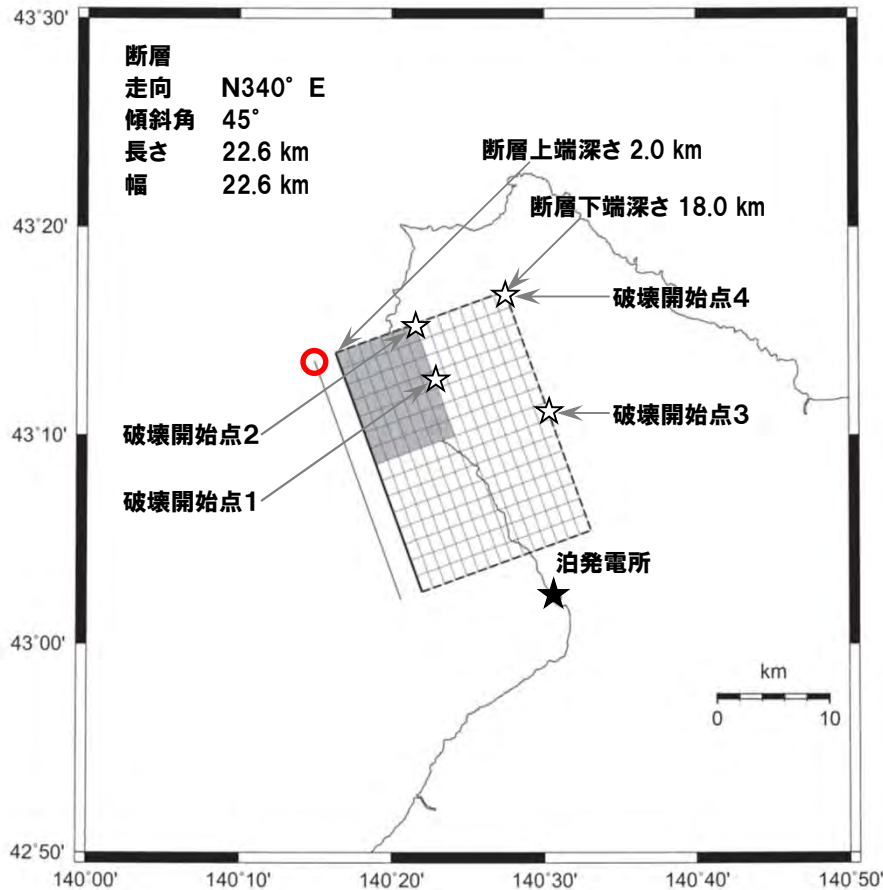 43°30'
断層
走向 N340° E
傾斜角 45°
長さ 22.6 km
幅 22.6 km
断層上端深さ 2.0 km
断層下端深さ 18.0 km
43°20'
破壊開始点4
破壊開始点2
43°10'
破壊開始点3
破壊開始点1
泊発電所
43°00'
km
0 10
42°50'
140°00' 140°10' 140°20' 140°30' 140°40' 140°50'